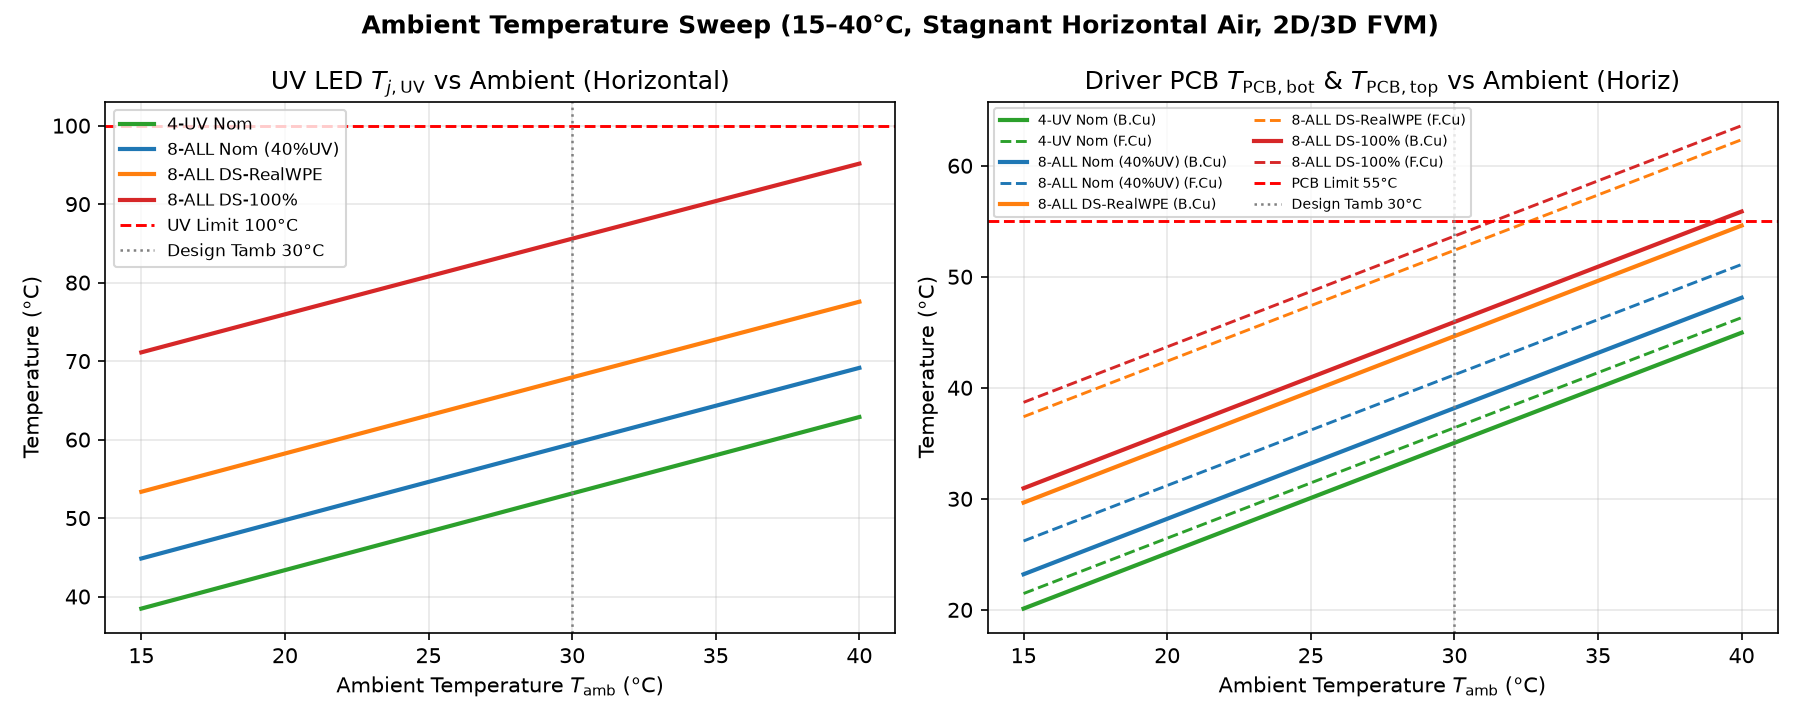 Ambient Temperature Sweep (15–40°C, Stagnant Horizontal Air, 2D/3D FVM)
UV LED Tj, UV vs Ambient (Horizontal)
4-UV Nom
8-ALL Nom (40%UV)
8-ALL DS-RealWPE
8-ALL DS-100%
UV Limit 100°C
Design Tamb 30°C
Temperature (°C)
100
90
80
70
60
50
40
15 20 25 30 35 40
Ambient Temperature Tamb (°C)
Driver PCB TPCB, bot & TPCB, top vs Ambient (Horiz)
4-UV Nom (B.Cu)
4-UV Nom (F.Cu)
8-ALL Nom (40%UV) (B.Cu)
8-ALL Nom (40%UV) (F.Cu)
8-ALL DS-RealWPE (B.Cu)
8-ALL DS-RealWPE (F.Cu)
8-ALL DS-100% (B.Cu)
8-ALL DS-100% (F.Cu)
PCB Limit 55°C
Design Tamb 30°C
Temperature (°C)
60
50
40
30
20
15 20 25 30 35 40
Ambient Temperature Tamb (°C)